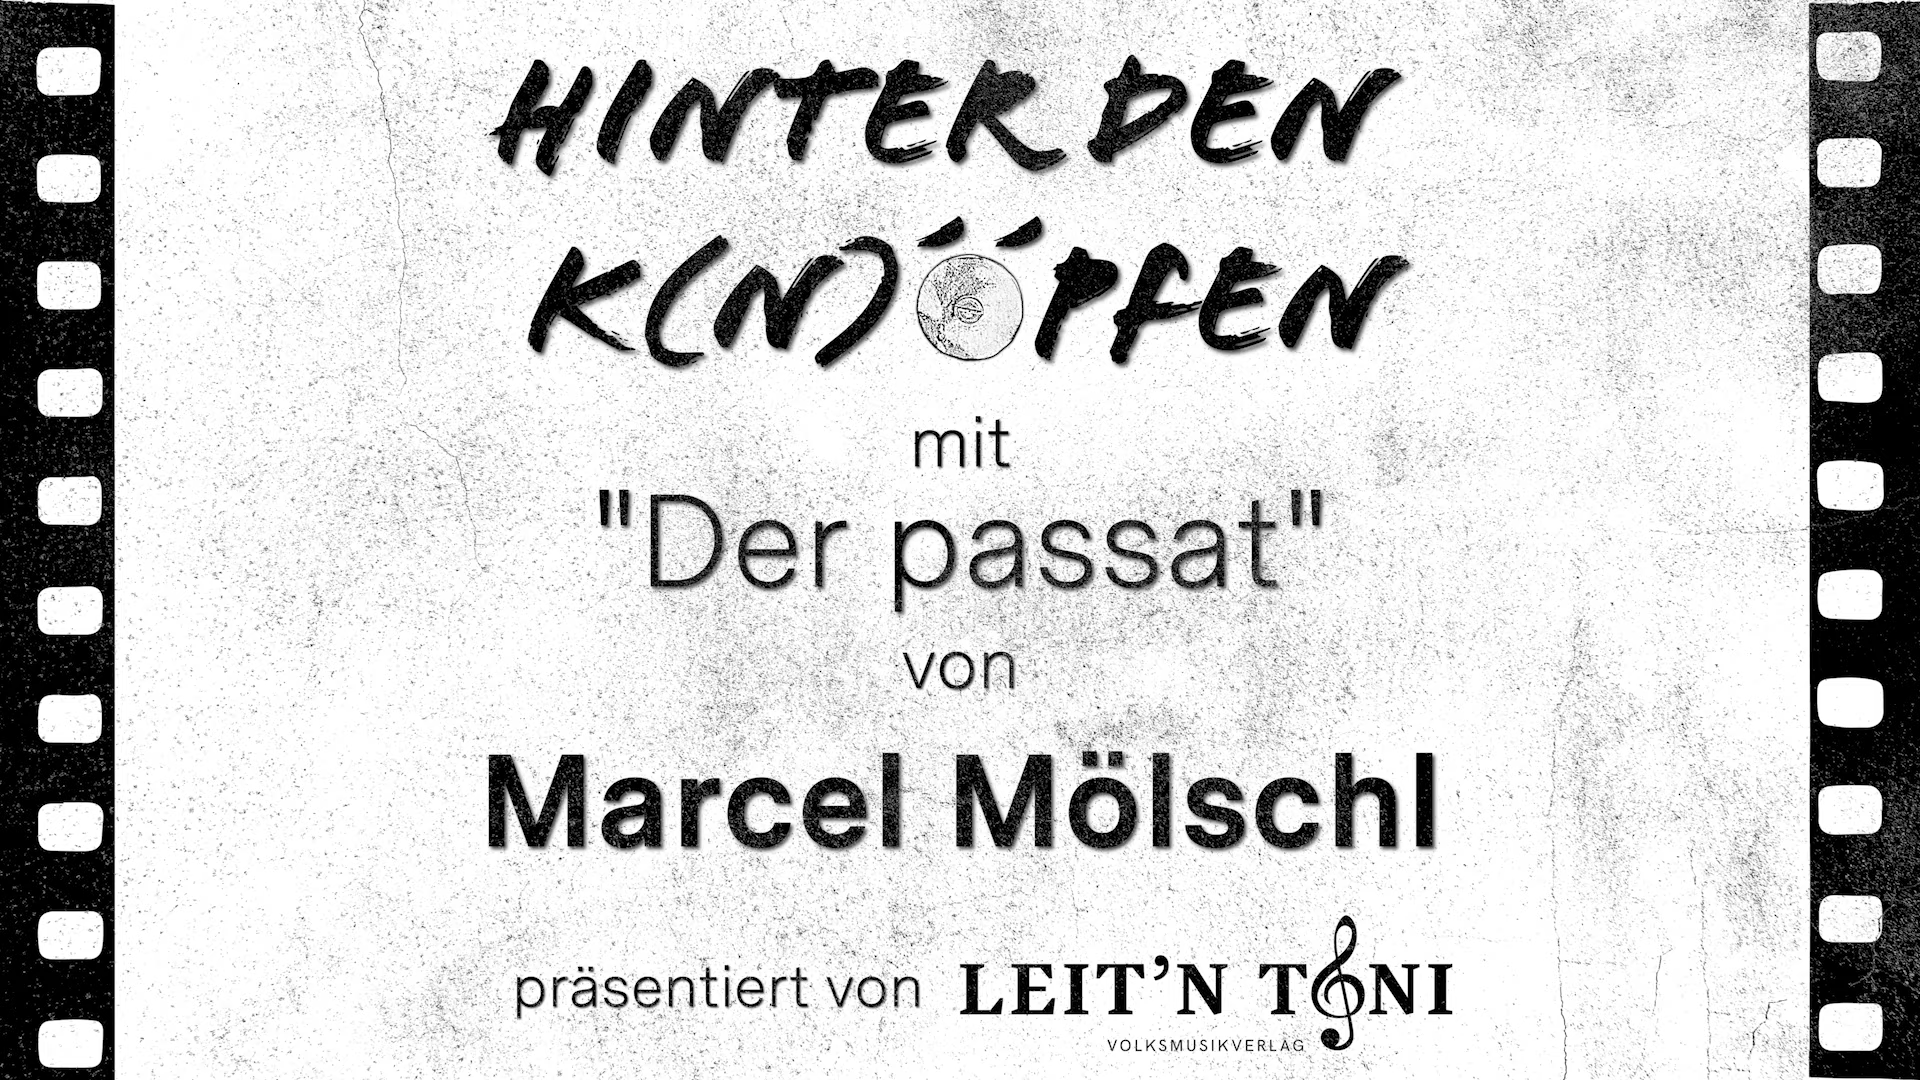 HINTER DEN
K(N)ÖPFEN
mit
"Der passat"
von
Marcel Mölschl
präsentiert von LEIT'N TONI
VOLKSMUSIKVERLAG